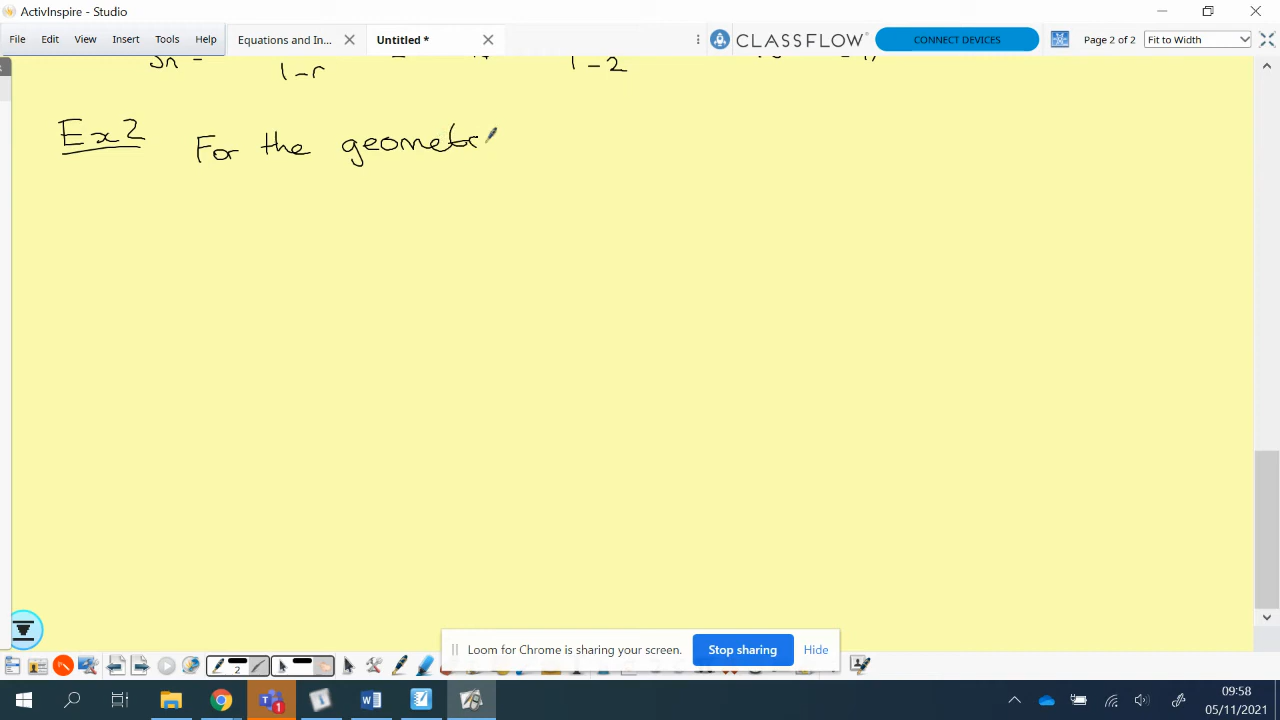 ActivInspire - Studio
File Edit View Insert Tools Help Equations and In... Untitled * CLASSFLOW CONNECT DEVICES Page 2 of 2 Fit to Width
1-r 1-2
Ex2 For the geometr
Loom for Chrome is sharing your screen. Stop sharing Hide
2
1
09:58
05/11/2021